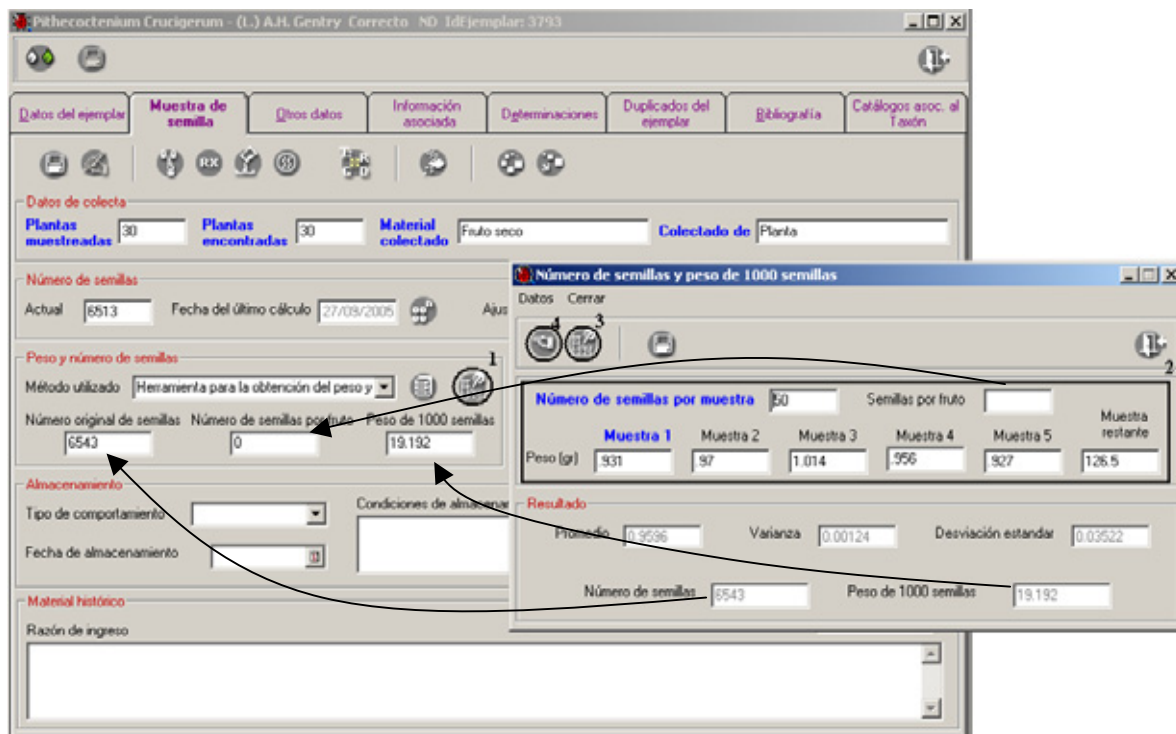 Pithecoctenium Crucigerum - (L.) A.H. Gentry Correcto ND IdEjemplar: 3793
Datos del ejemplar
Muestra de
semilla
Otros datos
Información
asociada
Determinaciones
Duplicados del
ejemplar
Bibliografía
Catálogos asoc. al
Taxón
RX
Datos de colecta
Plantas
muestreadas
30
Plantas
encontradas
30
Material
colectado
Fruto seco
Colectado de
Planta
Número de semillas
Actual
6513
Fecha del último cálculo
27/09/2005
Ajus
Peso y número de semillas
Método utilizado
Herramienta para la obtención del peso y
1
Número original de semillas
Número de semillas por fruto
Peso de 1000 semillas
6543
0
19.192
Almacenamiento
Tipo de comportamiento
Condiciones de almacenar
Fecha de almacenamiento
Material histórico
Razón de ingreso
Número de semillas y peso de 1000 semillas
Datos Cerrar
4
3
2
Número de semillas por muestra
50
Semillas por fruto
Muestra 1
Muestra 2
Muestra 3
Muestra 4
Muestra 5
Muestra
restante
Peso (gr)
.931
.97
1.014
.956
.927
126.5
Resultado
Promedio
0.9596
Varianza
0.00124
Desviación estandar
0.03522
Número de semillas
6543
Peso de 1000 semillas
19.192